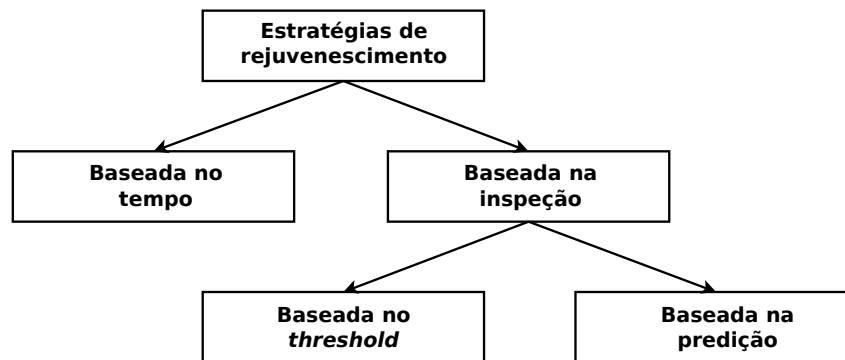 Estratégias de
rejuvenescimento
Baseada no
tempo
Baseada na
inspeção
Baseada no
threshold
Baseada na
predição